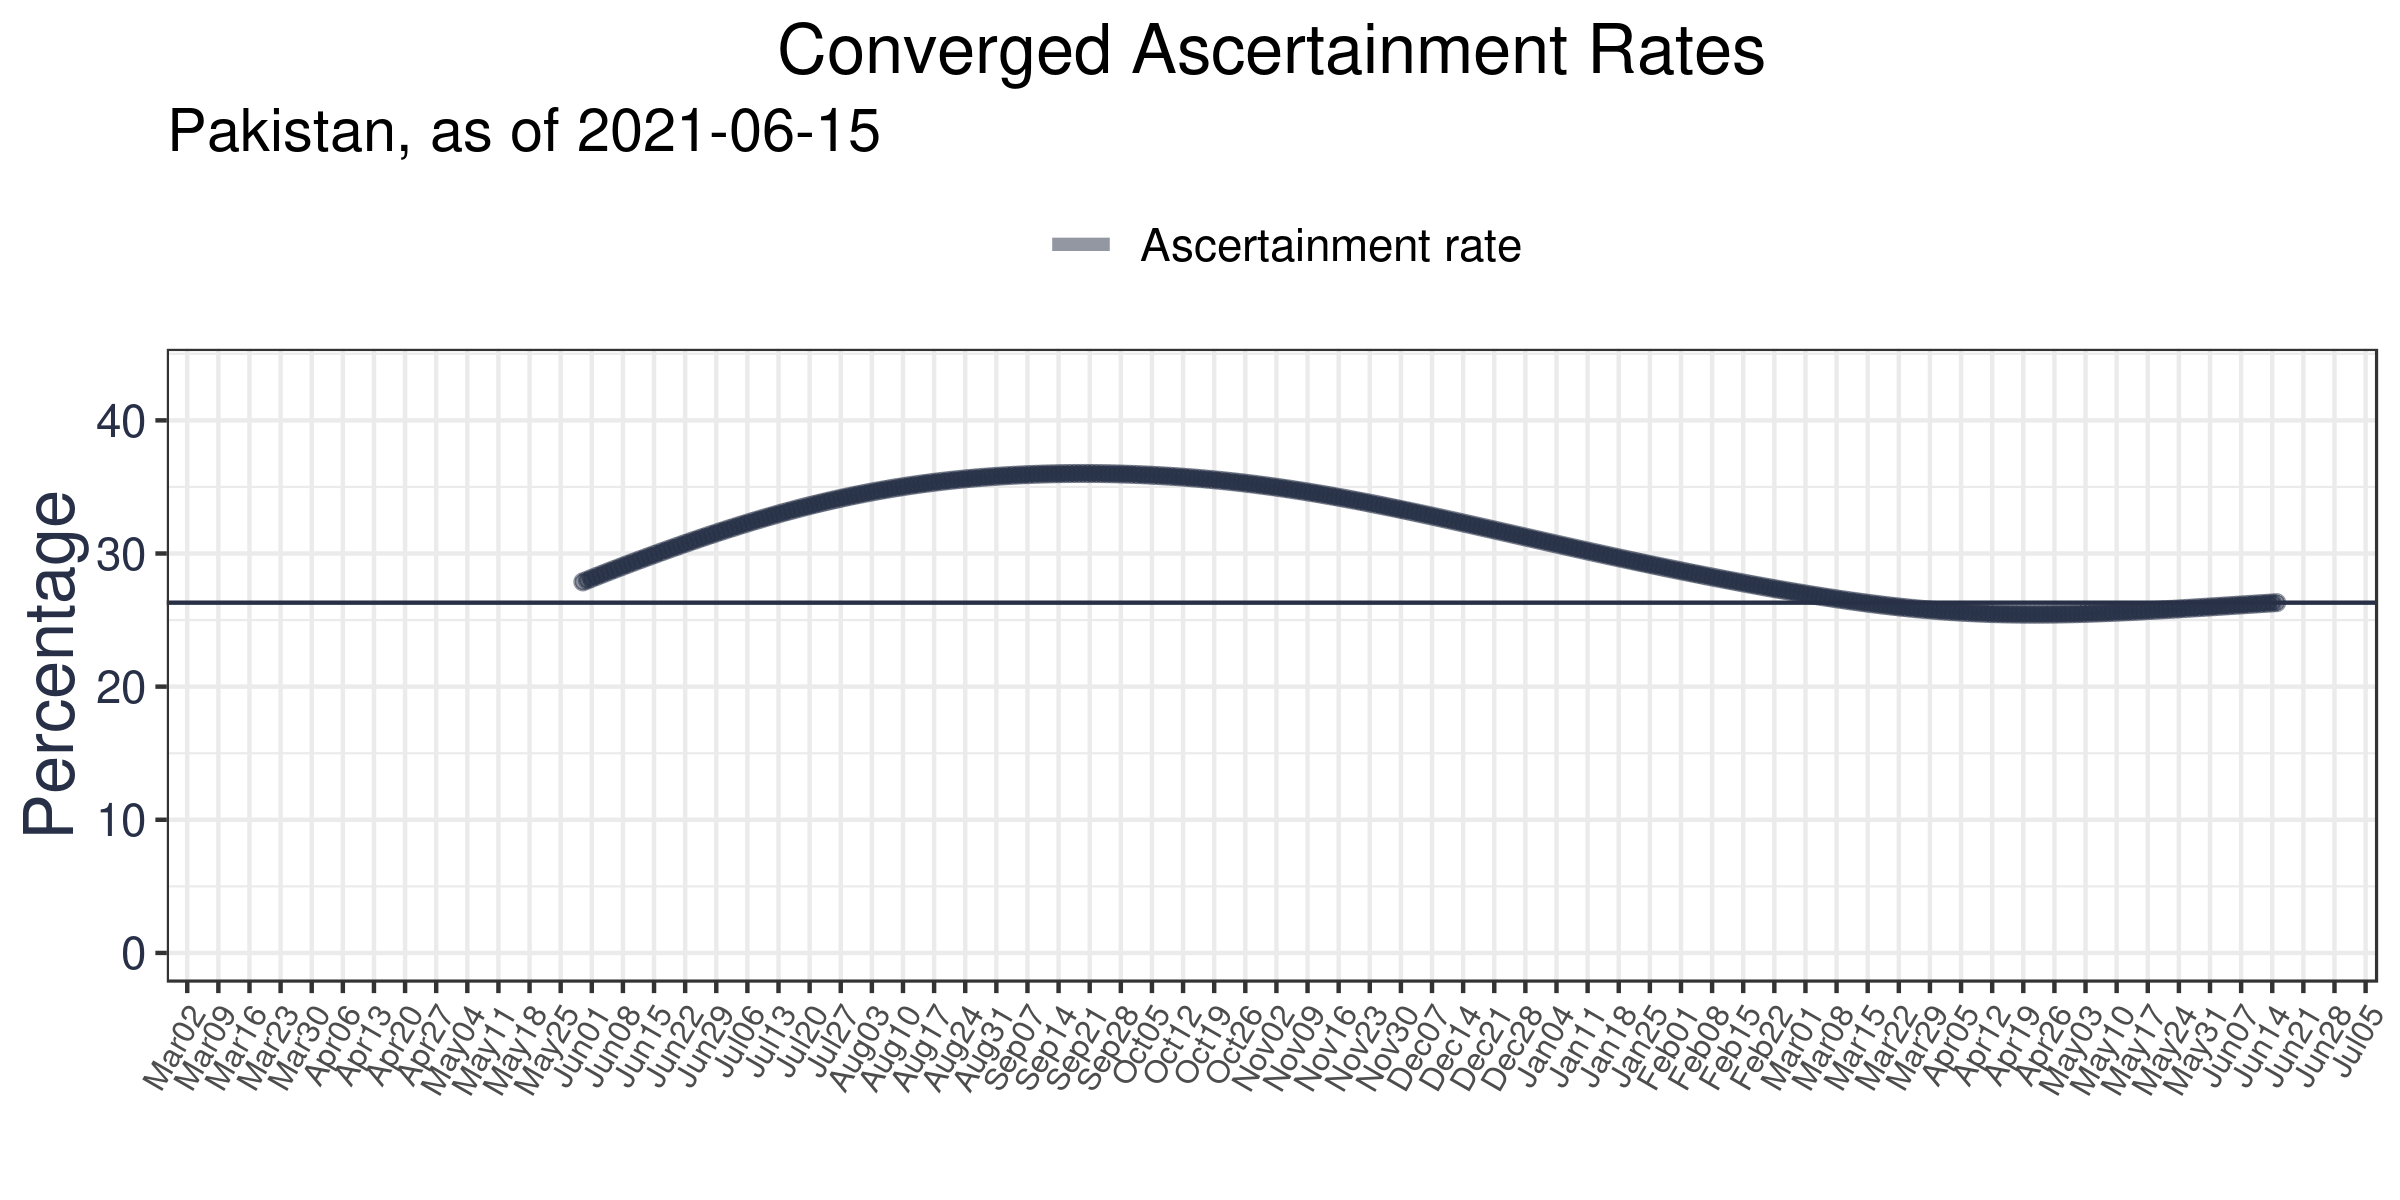 Converged Ascertainment Rates
Pakistan, as of 2021-06-15
Ascertainment rate
Percentage
40
30
20
10
0
Mar02
Mar09
Mar16
Mar23
Mar30
Apr06
Apr13
Apr20
Apr27
May04
May11
May18
May25
Jun01
Jun08
Jun15
Jun22
Jun29
Jul06
Jul13
Jul20
Jul27
Aug03
Aug10
Aug17
Aug24
Aug31
Sep07
Sep14
Sep21
Sep28
Oct05
Oct12
Oct19
Oct26
Nov02
Nov09
Nov16
Nov23
Nov30
Dec07
Dec14
Dec21
Dec28
Jan04
Jan11
Jan18
Jan25
Feb01
Feb08
Feb15
Feb22
Mar01
Mar08
Mar15
Mar22
Mar29
Apr05
Apr12
Apr19
Apr26
May03
May10
May17
May24
May31
Jun07
Jun14
Jun21
Jun28
Jul05